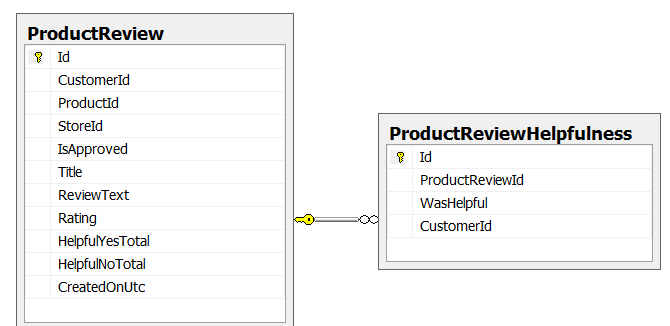 ProductReview
Id
CustomerId
ProductId
StoreId
IsApproved
Title
ReviewText
Rating
HelpfulYesTotal
HelpfulNoTotal
CreatedOnUtc
ProductReviewHelpfulness
Id
ProductReviewId
WasHelpful
CustomerId